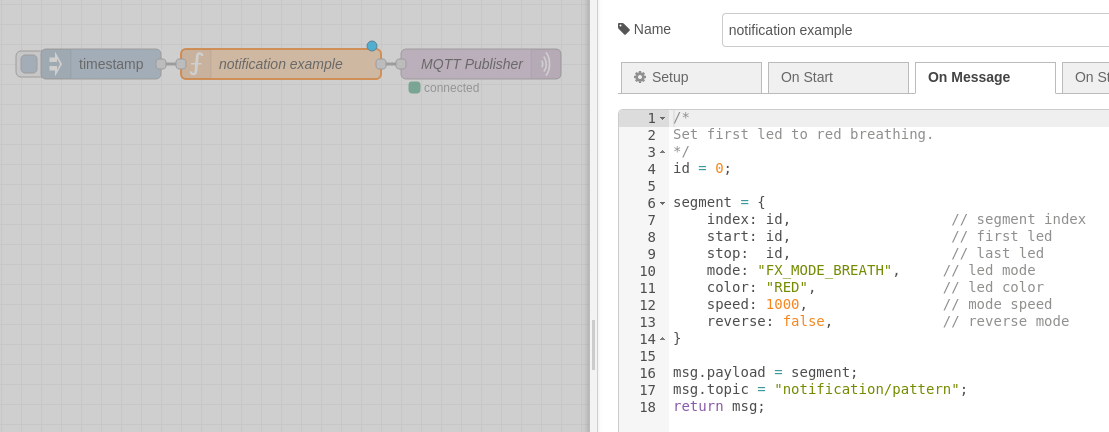 timestamp
notification example
MQTT Publisher
connected
Name
notification example
Setup
On Start
On Message
On St
1 /*
2 Set first led to red breathing.
3 */
4 id = 0;
5
6 segment = {
7     index: id,                   // segment index
8     start: id,                   // first led
9     stop:  id,                   // last led
10     mode: "FX_MODE_BREATH",     // led mode
11     color: "RED",               // led color
12     speed: 1000,                // mode speed
13     reverse: false,             // reverse mode
14 }
15
16 msg.payload = segment;
17 msg.topic = "notification/pattern";
18 return msg;